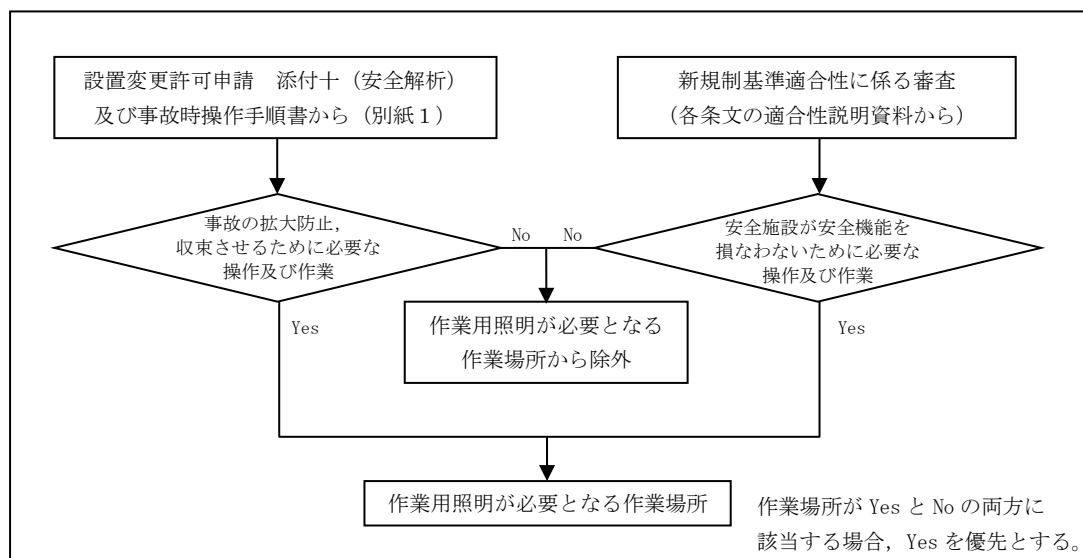 設置変更許可申請　添付十（安全解析）
及び事故時操作手順書から（別紙１）
新規制基準適合性に係る審査
（各条文の適合性説明資料から）
事故の拡大防止，
収束させるために必要な
操作及び作業
No
No
安全施設が安全機能を
損なわないために必要な
操作及び作業
Yes
作業用照明が必要となる
作業場所から除外
Yes
作業用照明が必要となる作業場所
作業場所が Yes と No の両方に
該当する場合，Yes を優先とする。